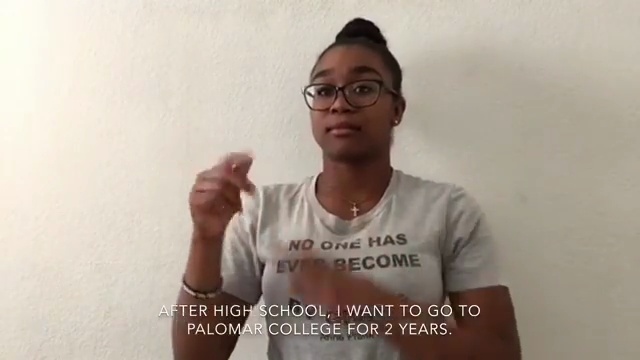 NO ONE HAS
EVER BECOME
AFTER HIGH SCHOOL, I WANT TO GO TO
PALOMAR COLLEGE FOR 2 YEARS.